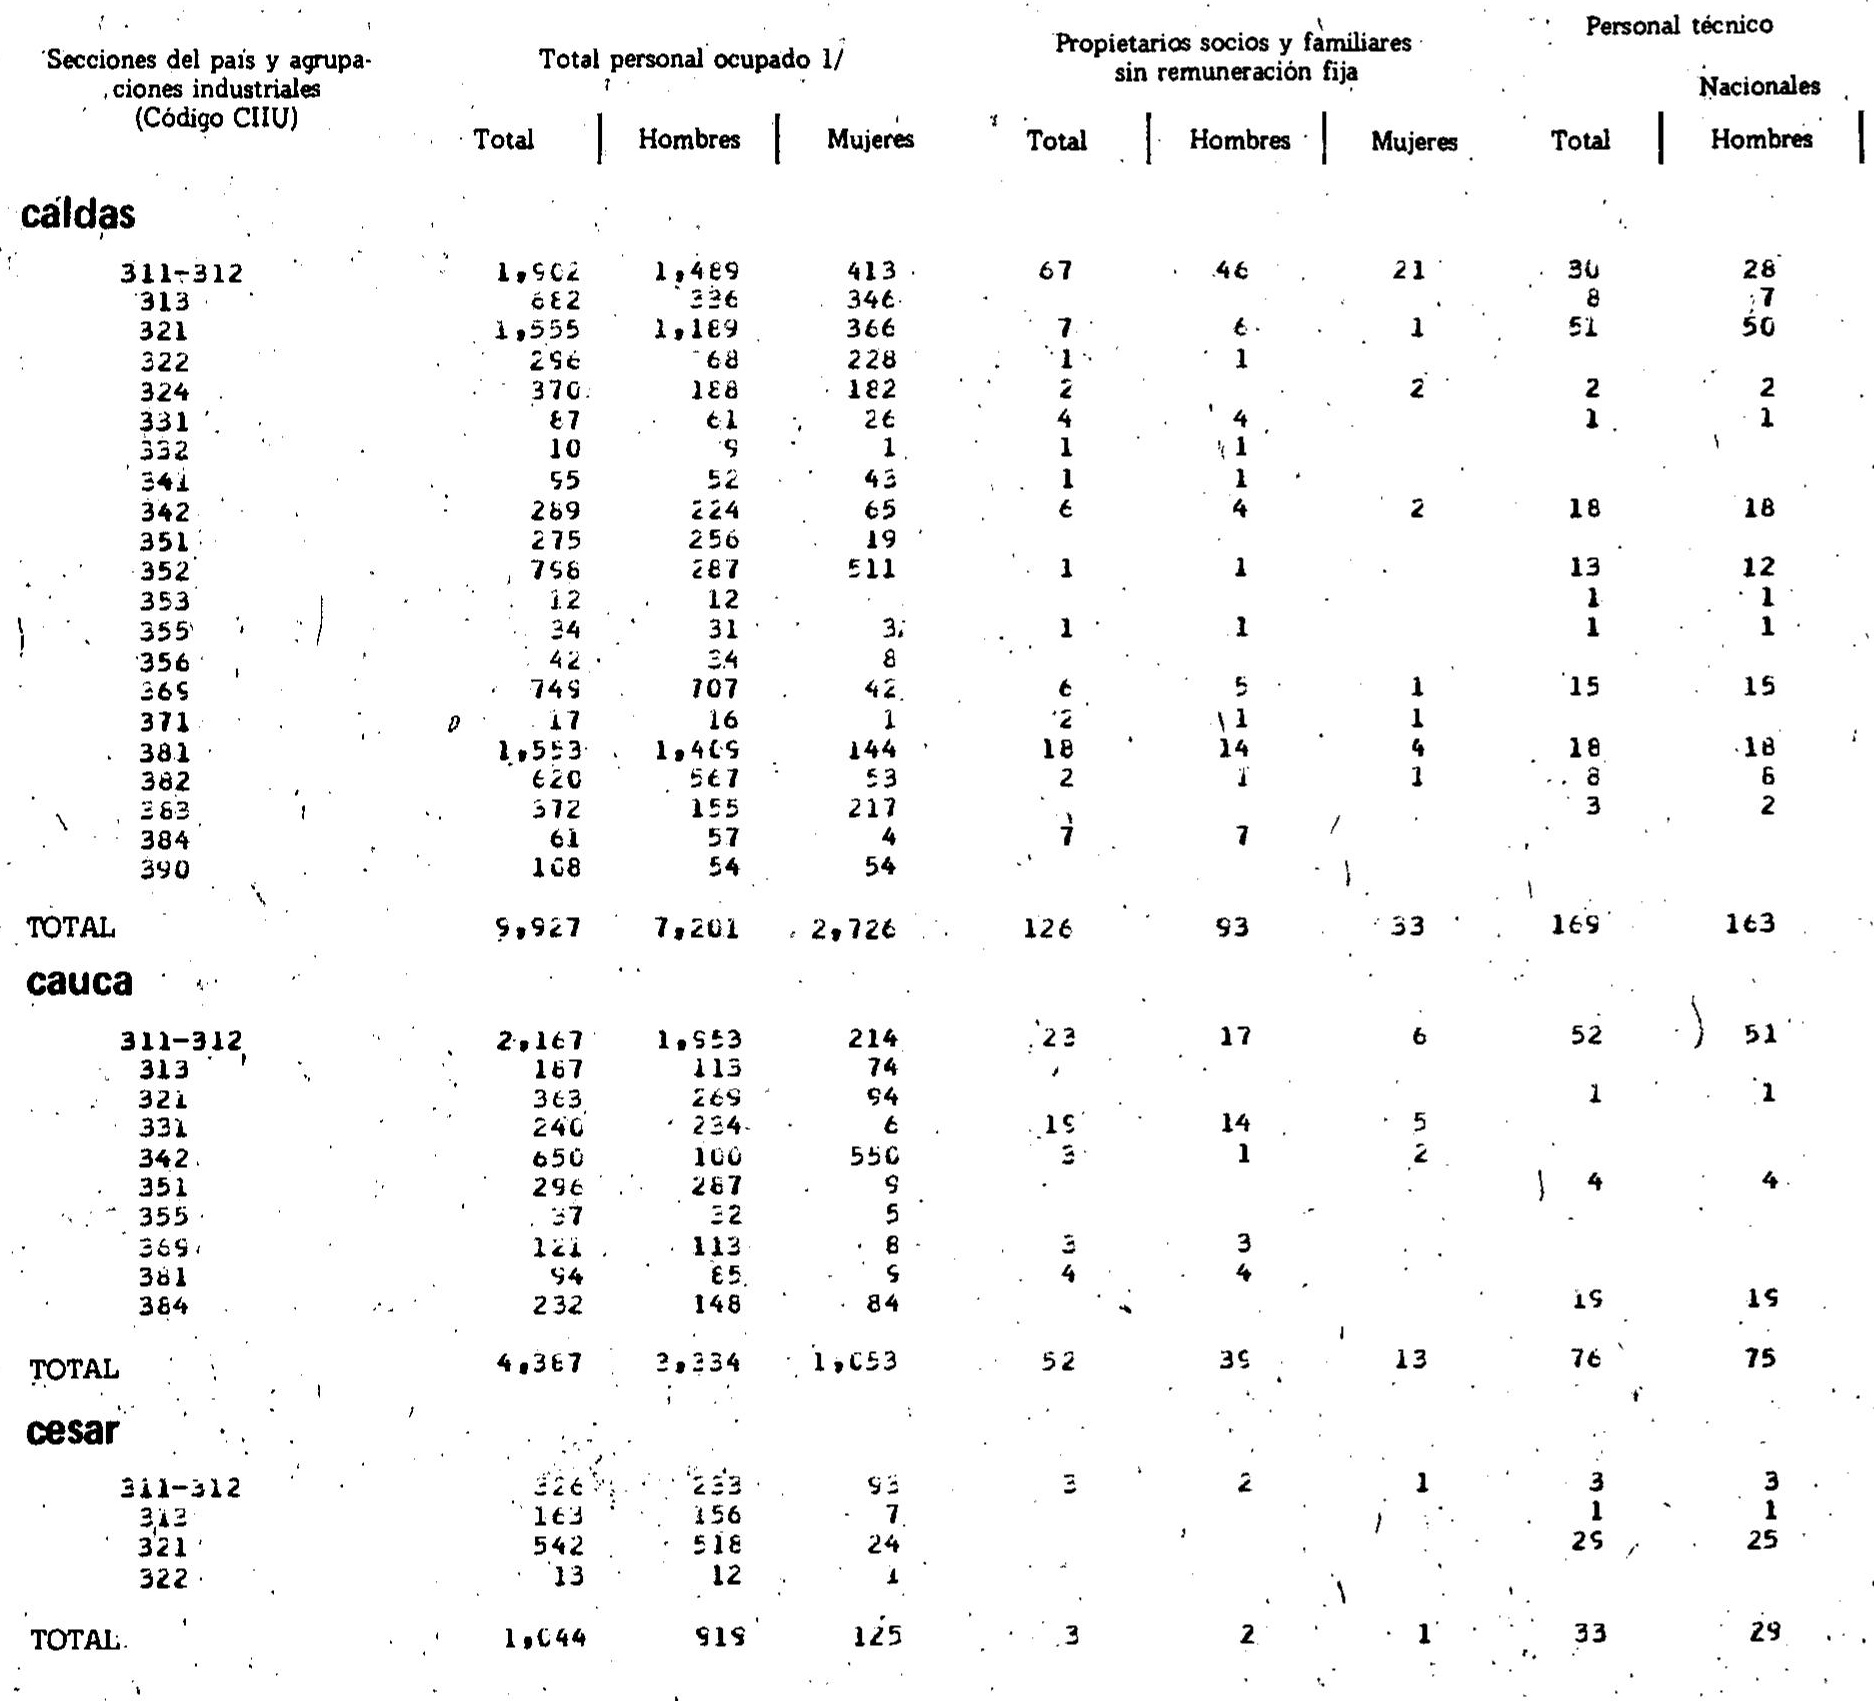 Personal técnico
Secciones del país y agrupa-
ciones industriales
(Código CIIU)
Total personal ocupado 1/
Propietarios socios y familiares
sin remuneración fija
Nacionales
Total | Hombres | Mujeres Total | Hombres | Mujeres Total | Hombres |
caldas
311-312 1,902 1,489 413 67 46 21 30 28
313 682 336 346 8 7
321 1,555 1,189 366 7 6 1 51 50
322 296 68 228 1 1
324 370 188 182 2 2 2 2
331 87 61 26 4 4 1 1
332 10 9 1 1 1
341 95 52 43 1 1
342 289 224 65 6 4 2 18 18
351 275 256 19
352 798 287 511 1 1 13 12
353 12 12 1 1
355 34 31 3 1 1 1 1
356 42 34 8
369 749 707 42 6 5 1 15 15
371 17 16 1 2 1 1
381 1,553 1,409 144 18 14 4 18 18
382 620 567 53 2 1 1 8 8
383 372 155 217 3 2
384 61 57 4 7 7
390 108 54 54
TOTAL 9,927 7,201 2,726 126 93 33 169 163
cauca
311-312 2,167 1,953 214 23 17 6 52 51
313 187 113 74
321 363 269 94 1 1
331 240 234 6 19 14 5
342 650 100 550 3 1 2
351 296 287 9 4 4
355 37 32 5
369 121 113 8 3 3
381 94 85 9 4 4
384 232 148 84 19 19
TOTAL 4,387 3,334 1,053 52 39 13 76 75
cesar
311-312 326 233 93 3 2 1 3 3
313 163 156 7 1 1
321 542 518 24 29 25
322 13 12 1
TOTAL 1,044 919 125 3 2 1 33 29